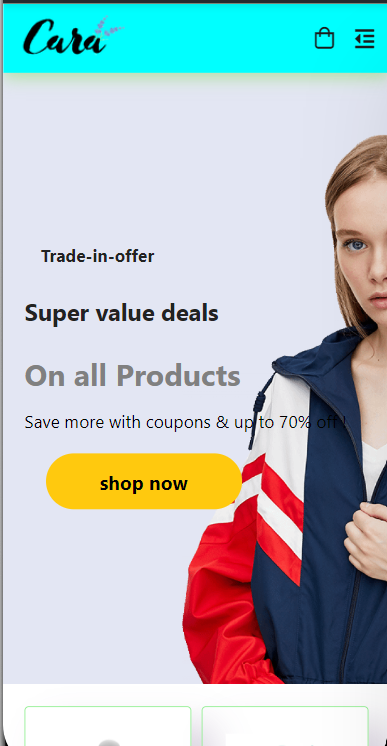 Cara
Trade-in-offer
Super value deals
On all Products
Save more with coupons & up to 70% off !
shop now